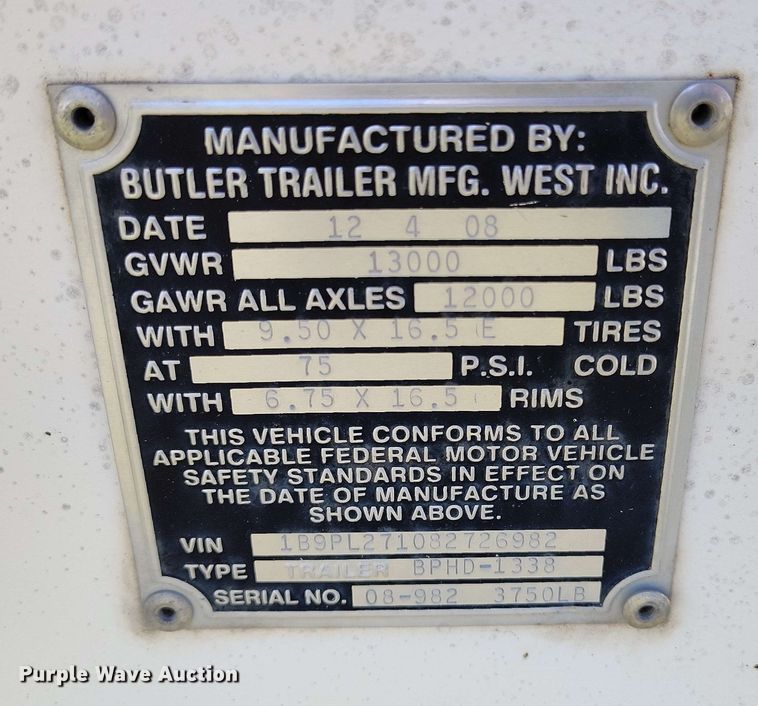 MANUFACTURED BY:
BUTLER TRAILER MFG. WEST INC.
DATE 12 4 08
GVWR 13000 LBS
GAWR ALL AXLES 12000 LBS
WITH 9.50 X 16.5 E TIRES
AT 75 P.S.I. COLD
WITH 6.75 X 16.5 RIMS
THIS VEHICLE CONFORMS TO ALL
APPLICABLE FEDERAL MOTOR VEHICLE
SAFETY STANDARDS IN EFFECT ON
THE DATE OF MANUFACTURE AS
SHOWN ABOVE.
VIN 1B9PL271082726982
TYPE TRAILER BPHD-1338
SERIAL NO. 08-982 3750LB
Purple Wave Auction